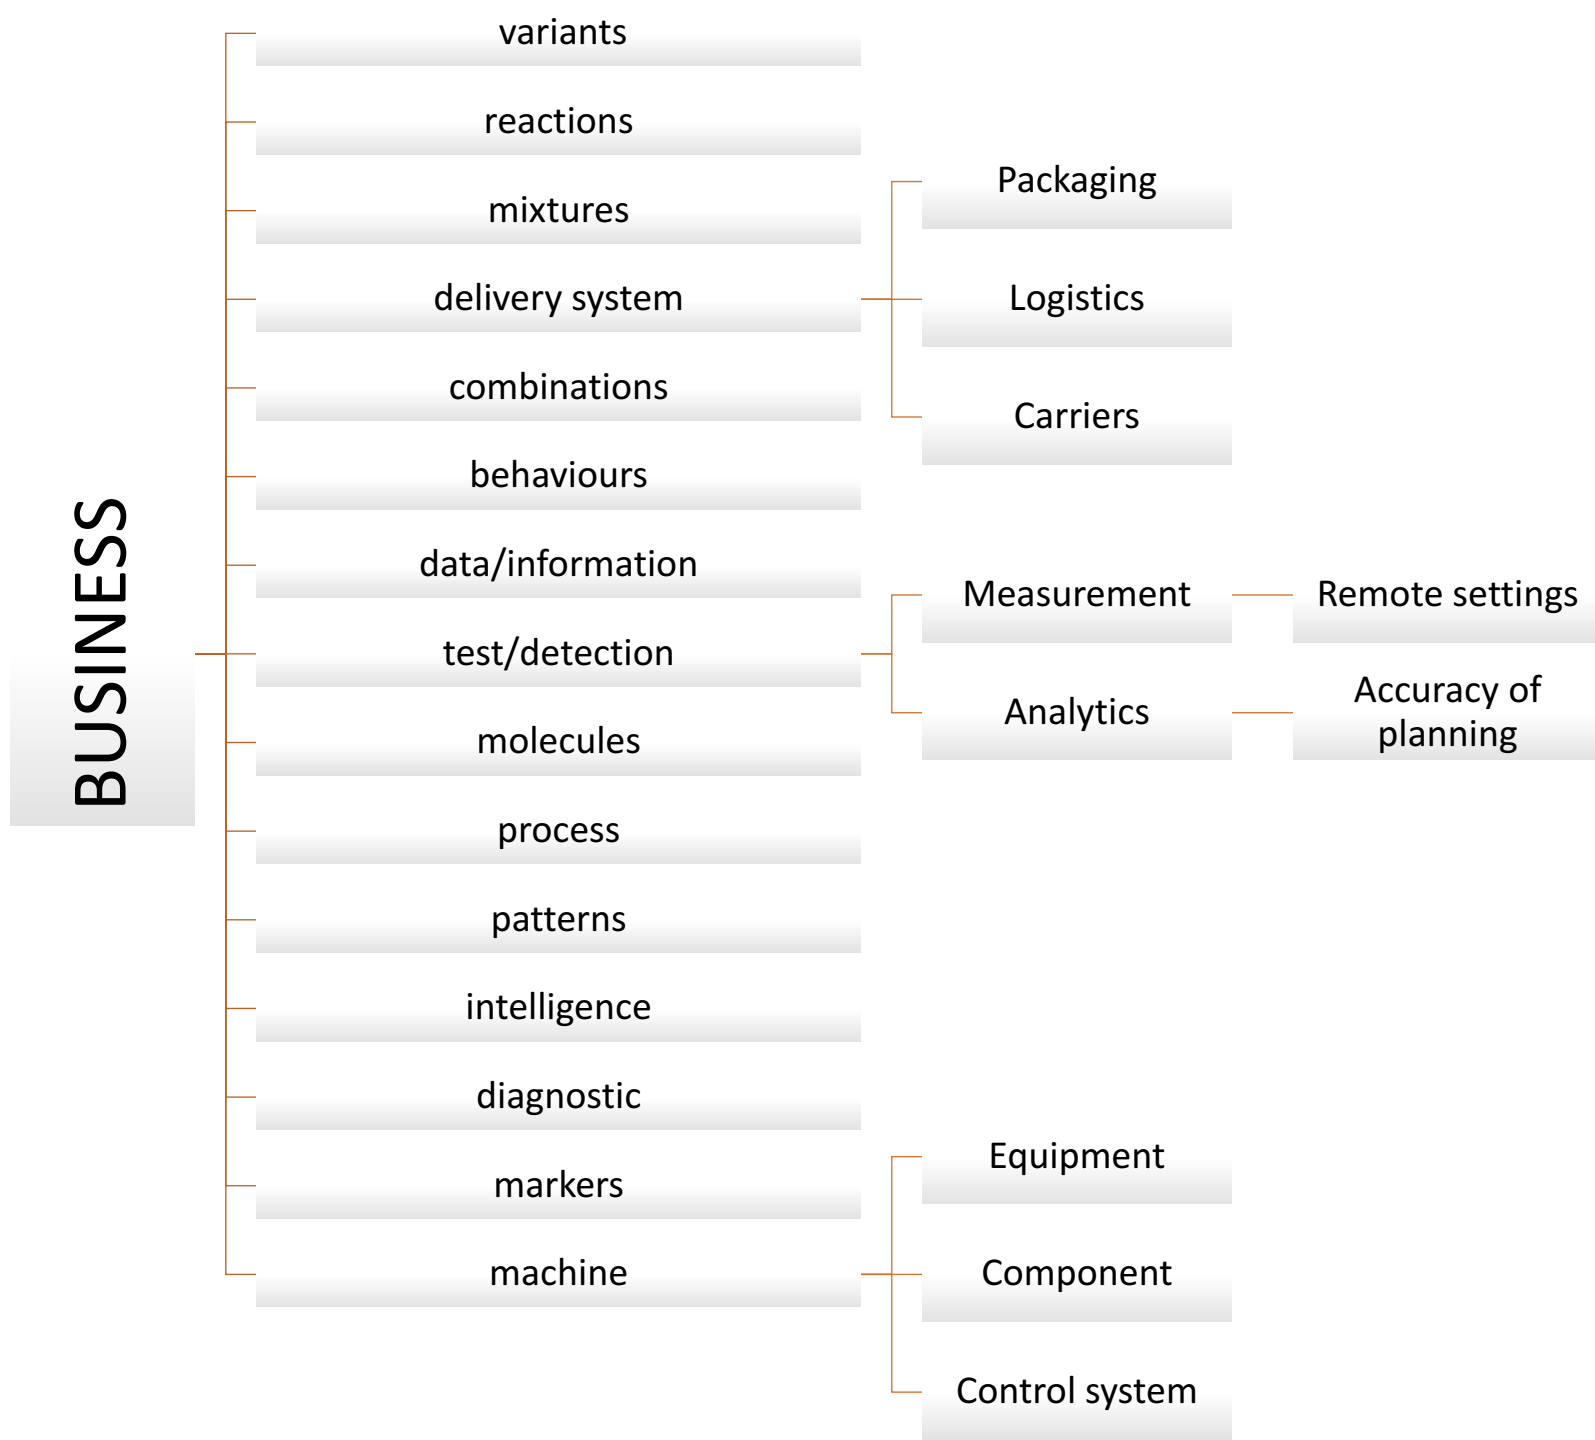 BUSINESS
variants
reactions
mixtures
delivery system
Packaging
Logistics
Carriers
combinations
behaviours
data/information
test/detection
Measurement
Remote settings
Analytics
Accuracy of
planning
molecules
process
patterns
intelligence
diagnostic
markers
machine
Equipment
Component
Control system